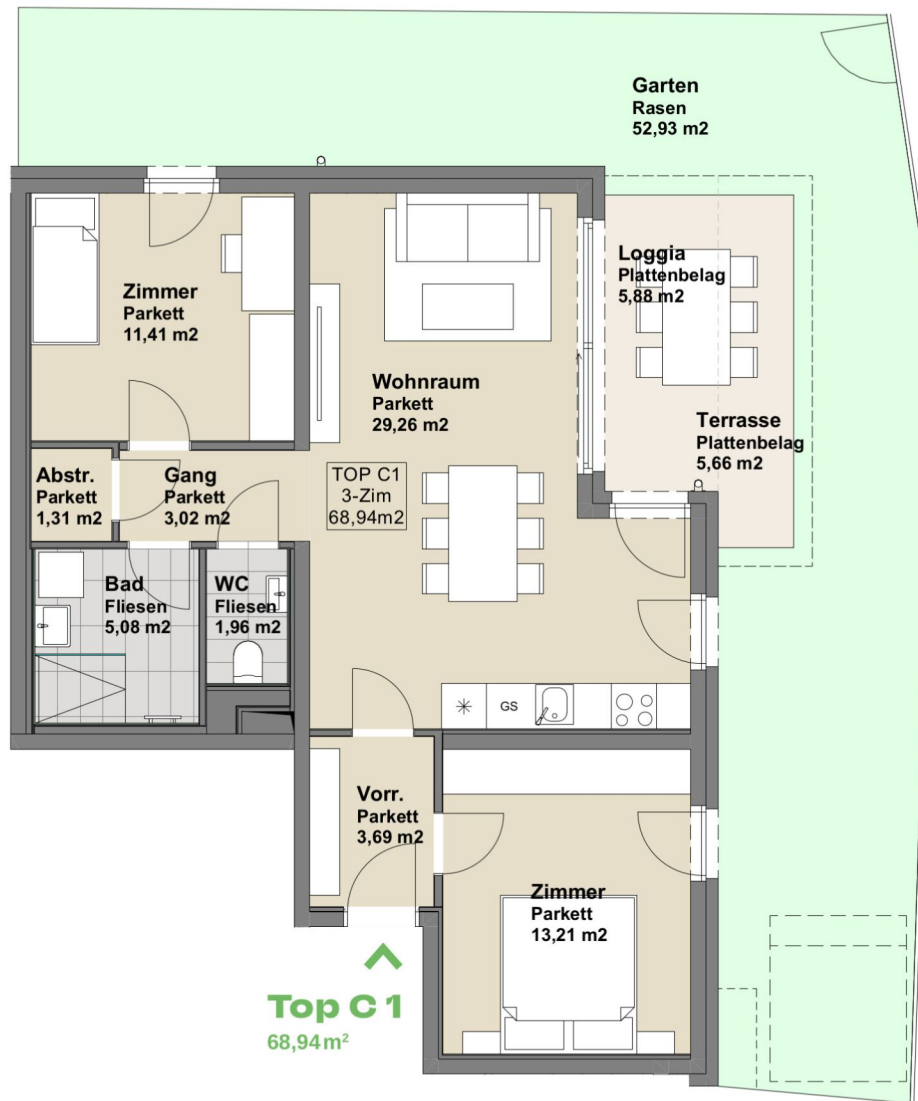 Garten
Rasen
52,93 m2
Loggia
Plattenbelag
5,88 m2
Zimmer
Parkett
11,41 m2
Wohnraum
Parkett
29,26 m2
Terrasse
Plattenbelag
5,66 m2
Abstr.
Parkett
1,31 m2
Gang
Parkett
3,02 m2
TOP C1
3-Zim
68,94m2
Bad
Fliesen
5,08 m2
WC
Fliesen
1,96 m2
GS
Vorr.
Parkett
3,69 m2
Zimmer
Parkett
13,21 m2
Top C 1
68,94 m²